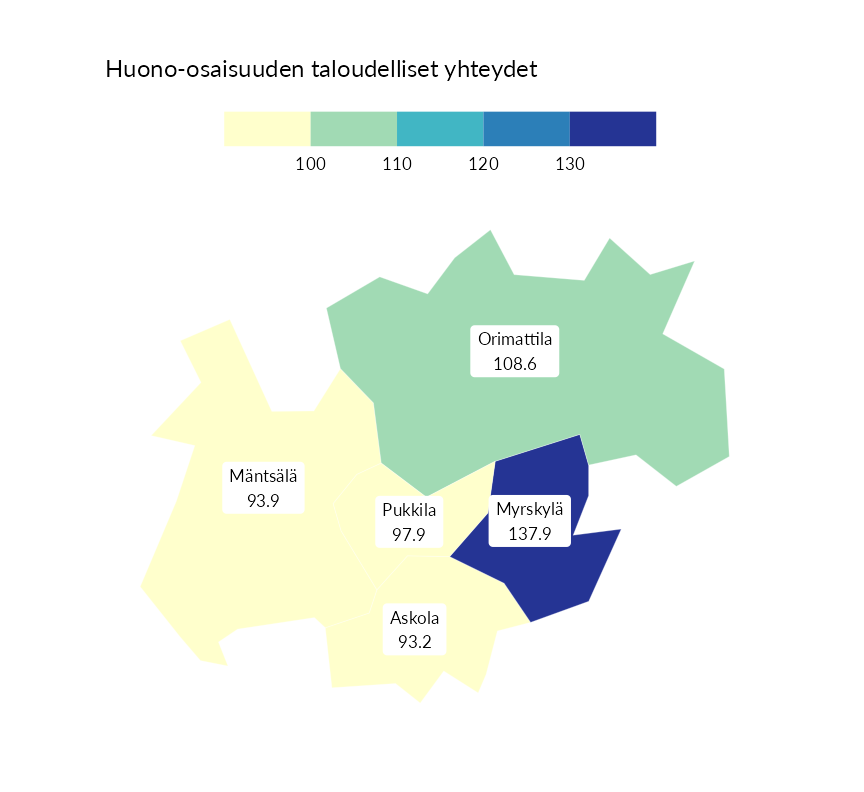 Huono-osaisuuden taloudelliset yhteydet
100 110 120 130
Orimattila
108.6
Mäntsälä
93.9
Pukkila
97.9
Myrskylä
137.9
Askola
93.2